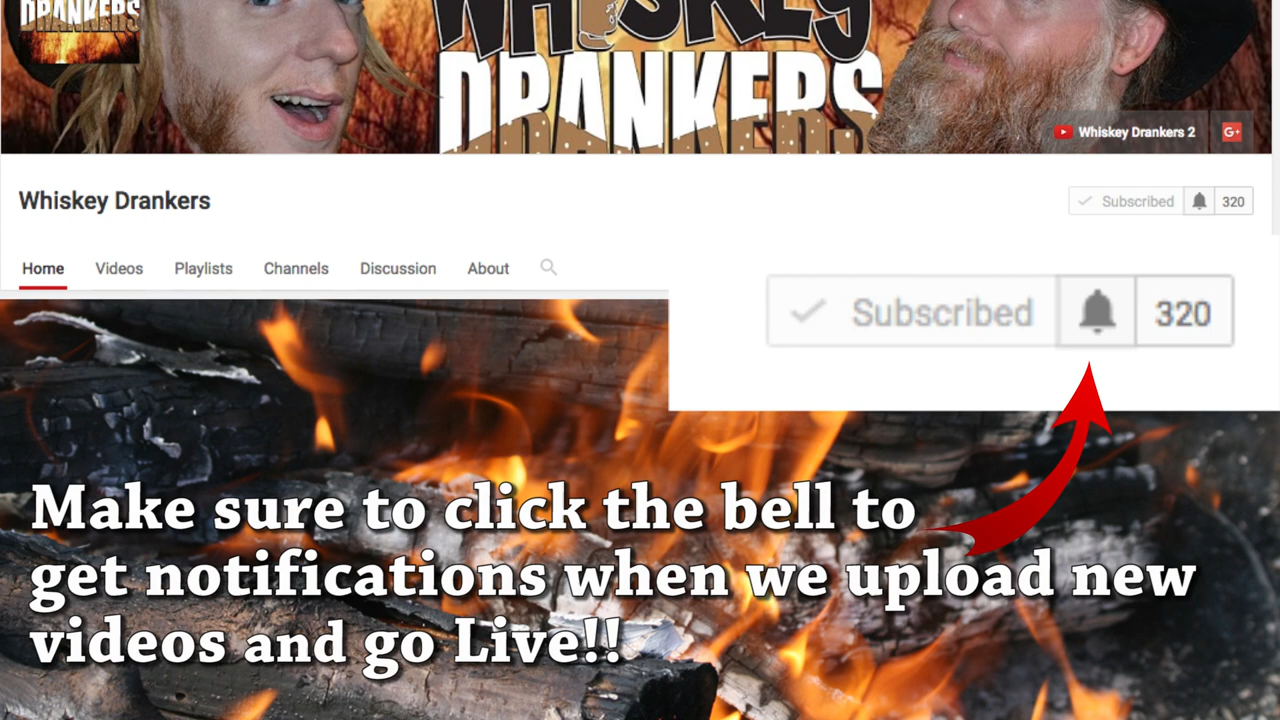 DRANKERS
WHISKEY
DRANKERS
Whiskey Drankers 2
G+
Whiskey Drankers
Subscribed 320
Home Videos Playlists Channels Discussion About
Subscribed 320
Make sure to click the bell to
get notifications when we upload new
videos and go Live!!